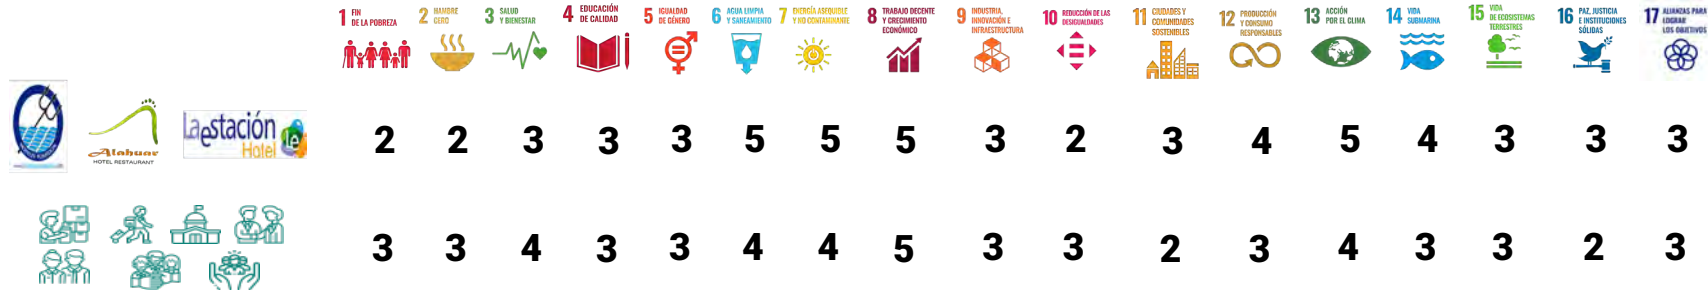 1 FIN
DE LA POBREZA
2 HAMBRE
CERO
3 SALUD
Y BIENESTAR
4 EDUCACIÓN
DE CALIDAD
5 IGUALDAD
DE GÉNERO
6 AGUA LIMPIA
Y SANEAMIENTO
7 ENERGÍA ASEQUIBLE
Y NO CONTAMINANTE
8 TRABAJO DECENTE
Y CRECIMIENTO
ECONÓMICO
9 INDUSTRIA,
INNOVACIÓN E
INFRAESTRUCTURA
10 REDUCCIÓN DE LAS
DESIGUALDADES
11 CIUDADES Y
COMUNIDADES
SOSTENIBLES
12 PRODUCCIÓN
Y CONSUMO
RESPONSABLES
13 ACCIÓN
POR EL CLIMA
14 VIDA
SUBMARINA
15 VIDA
DE ECOSISTEMAS
TERRESTRES
16 PAZ, JUSTICIA
E INSTITUCIONES
SÓLIDAS
17 ALIANZAS PARA
LOGRAR
LOS OBJETIVOS
Alahuar
HOTEL RESTAURANT
La estación
Hotel le
2 2 3 3 3 5 5 5 3 2 3 4 5 4 3 3 3
3 3 4 3 3 4 4 5 3 3 2 3 4 3 3 2 3